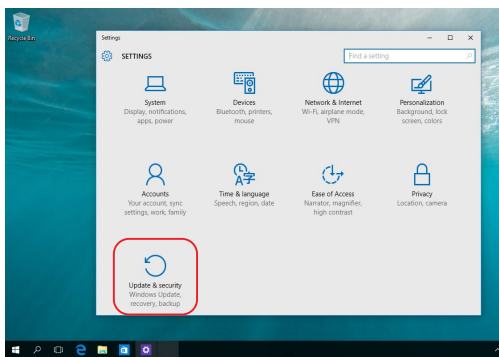 Recycle Bin
Settings
SETTINGS
Find a setting
System
Display, notifications,
apps, power
Devices
Bluetooth, printers,
mouse
Network & Internet
Wi-Fi, airplane mode,
VPN
Personalization
Background, lock
screen, colors
Accounts
Your account, sync
settings, work, family
Time & language
Speech, region, date
Ease of Access
Narrator, magnifier,
high contrast
Privacy
Location, camera
Update & security
Windows Update,
recovery, backup